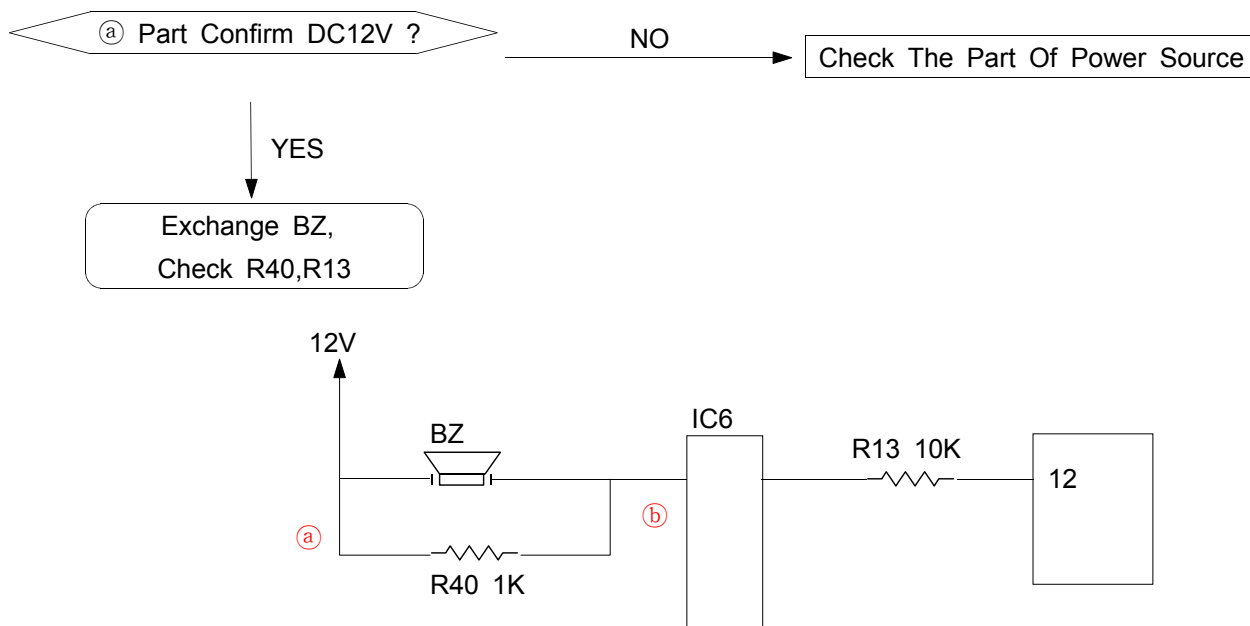 ⓐ Part Confirm DC12V ?
NO
Check The Part Of Power Source
YES
Exchange BZ,
Check R40,R13
12V
BZ
IC6
R13 10K
12
ⓐ
ⓑ
R40 1K